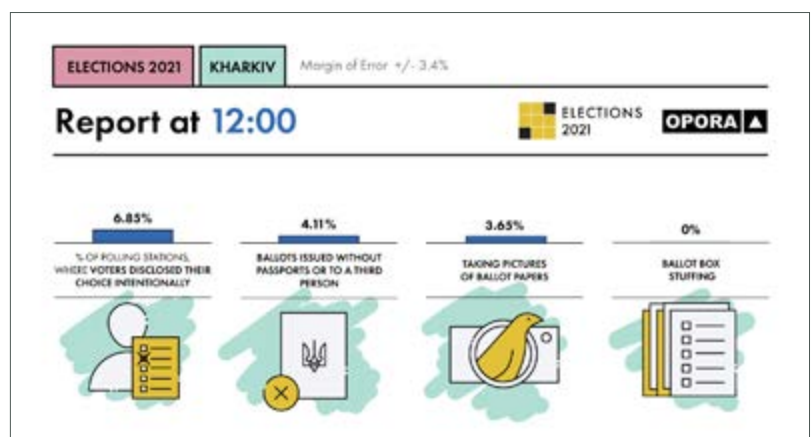 ELECTIONS 2021
KHARKIV
Margin of Error +/- 3.4%
Report at 12:00
ELECTIONS
2021
OPORA
6.85%
% OF POLLING STATIONS,
WHERE VOTERS DISCLOSED THEIR
CHOICE INTENTIONALLY
4.11%
BALLOTS ISSUED WITHOUT
PASSPORTS OR TO A THIRD
PERSON
3.65%
TAKING PICTURES
OF BALLOT PAPERS
0%
BALLOT BOX
STUFFING